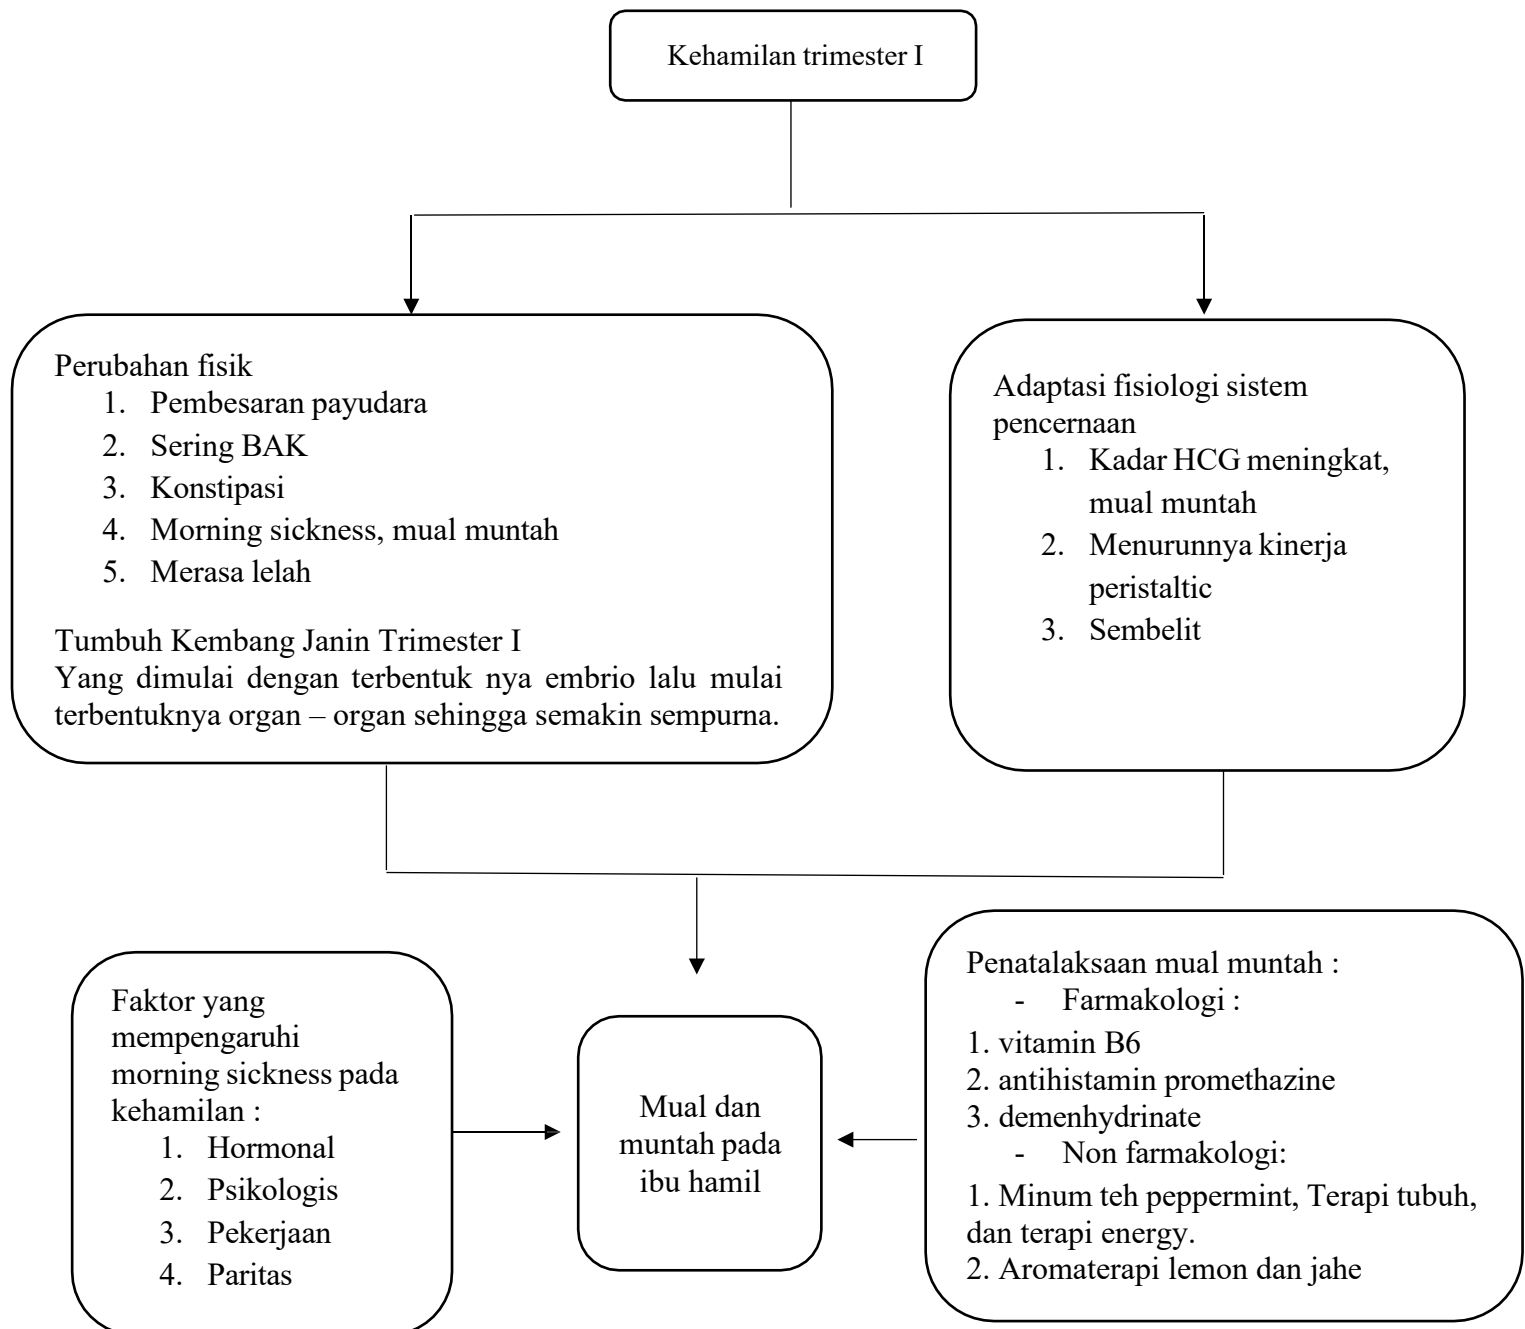 Kehamilan trimester I
Perubahan fisik
1. Pembesaran payudara
2. Sering BAK
3. Konstipasi
4. Morning sickness, mual muntah
5. Merasa lelah
Tumbuh Kembang Janin Trimester I
Yang dimulai dengan terbentuk nya embrio lalu mulai
terbentuknya organ – organ sehingga semakin sempurna.
Adaptasi fisiologi sistem
pencernaan
1. Kadar HCG meningkat,
mual muntah
2. Menurunnya kinerja
peristaltic
3. Sembelit
Faktor yang
mempengaruhi
morning sickness pada
kehamilan :
1. Hormonal
2. Psikologis
3. Pekerjaan
4. Paritas
Mual dan
muntah pada
ibu hamil
Penatalaksaan mual muntah :
- Farmakologi :
1. vitamin B6
2. antihistamin promethazine
3. demenhydrinate
- Non farmakologi:
1. Minum teh peppermint, Terapi tubuh,
dan terapi energy.
2. Aromaterapi lemon dan jahe